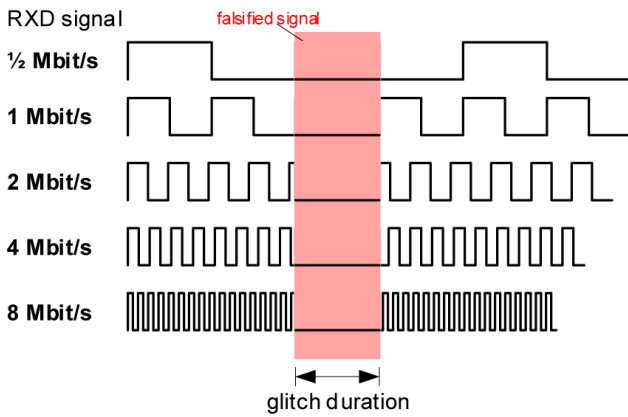 RXD signal
falsified signal
½ Mbit/s
1 Mbit/s
2 Mbit/s
4 Mbit/s
8 Mbit/s
glitch duration